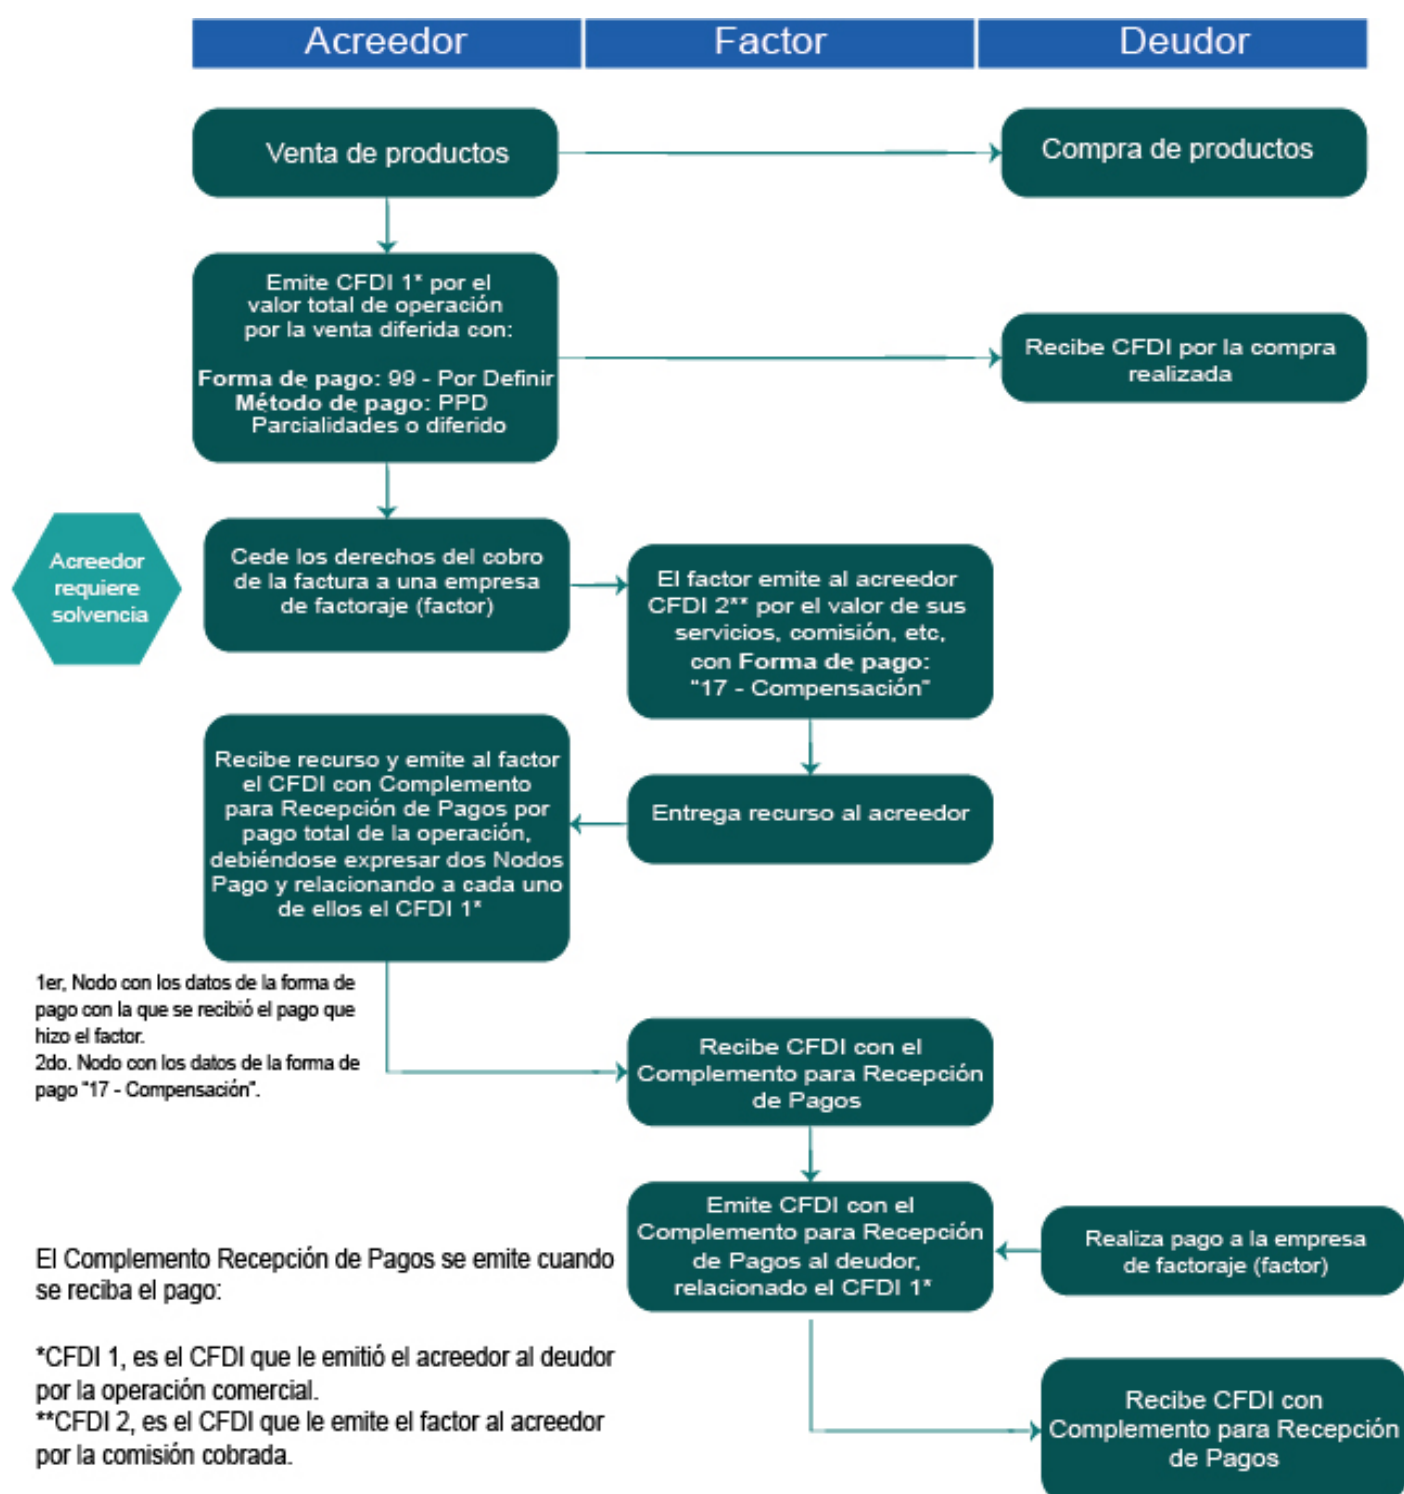 Acreedor
Factor
Deudor
Venta de productos
Compra de productos
Emite CFDI 1* por el
valor total de operación
por la venta diferida con:
Forma de pago: 99 - Por Definir
Método de pago: PPD
Parcialidades o diferido
Recibe CFDI por la compra
realizada
Acreedor
requiere
solvencia
Cede los derechos del cobro
de la factura a una empresa
de factoraje (factor)
El factor emite al acreedor
CFDI 2** por el valor de sus
servicios, comisión, etc,
con Forma de pago:
"17 - Compensación"
Entrega recurso al acreedor
Recibe recurso y emite al factor
el CFDI con Complemento
para Recepción de Pagos por
pago total de la operación,
debiéndose expresar dos Nodos
Pago y relacionando a cada uno
de ellos el CFDI 1*
1er, Nodo con los datos de la forma de
pago con la que se recibió el pago que
hizo el factor.
2do. Nodo con los datos de la forma de
pago "17 - Compensación".
Recibe CFDI con el
Complemento para Recepción
de Pagos
Emite CFDI con el
Complemento para Recepción
de Pagos al deudor,
relacionado el CFDI 1*
Realiza pago a la empresa
de factoraje (factor)
Recibe CFDI con
Complemento para Recepción
de Pagos
El Complemento Recepción de Pagos se emite cuando
se reciba el pago:
*CFDI 1, es el CFDI que le emitió el acreedor al deudor
por la operación comercial.
**CFDI 2, es el CFDI que le emite el factor al acreedor
por la comisión cobrada.